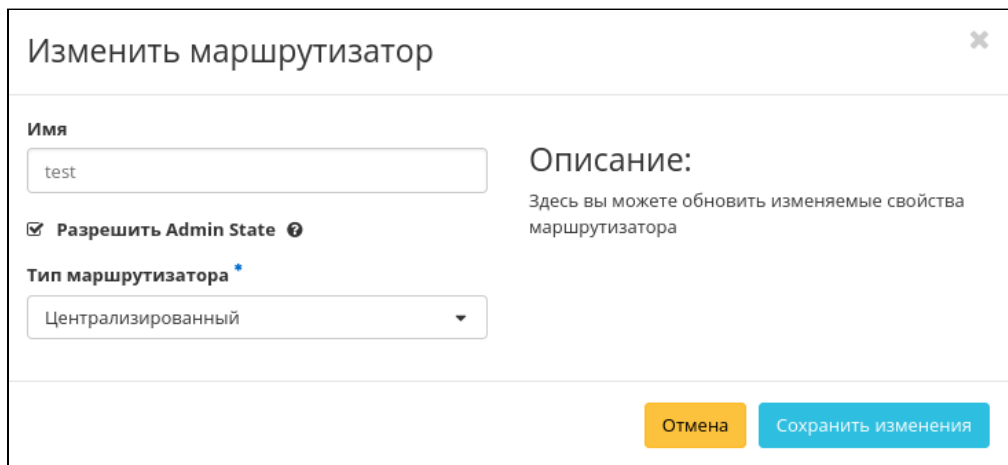 Изменить маршрутизатор
Имя
test
Разрешить Admin State
Тип маршрутизатора *
Централизированный
Описание:
Здесь вы можете обновить изменяемые свойства
маршрутизатора
Отмена
Сохранить изменения